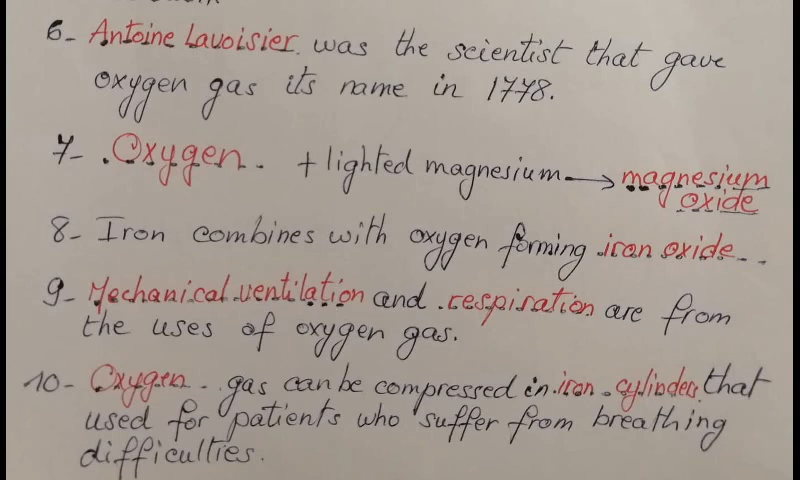 6- Antoine Lavoisier. was the scientist that gave
oxygen gas it's name in 1778.
7- .Oxygen. + lighted magnesium → magnesium
oxide
8- Iron combines with oxygen forming .iron oxide...
9- Mechanical.ventilation and .respiration are from
the uses of oxygen gas.
10- Oxygen.. gas can be compressed in.iron.cylinders.that
used for patients who suffer from breathing
difficulties.